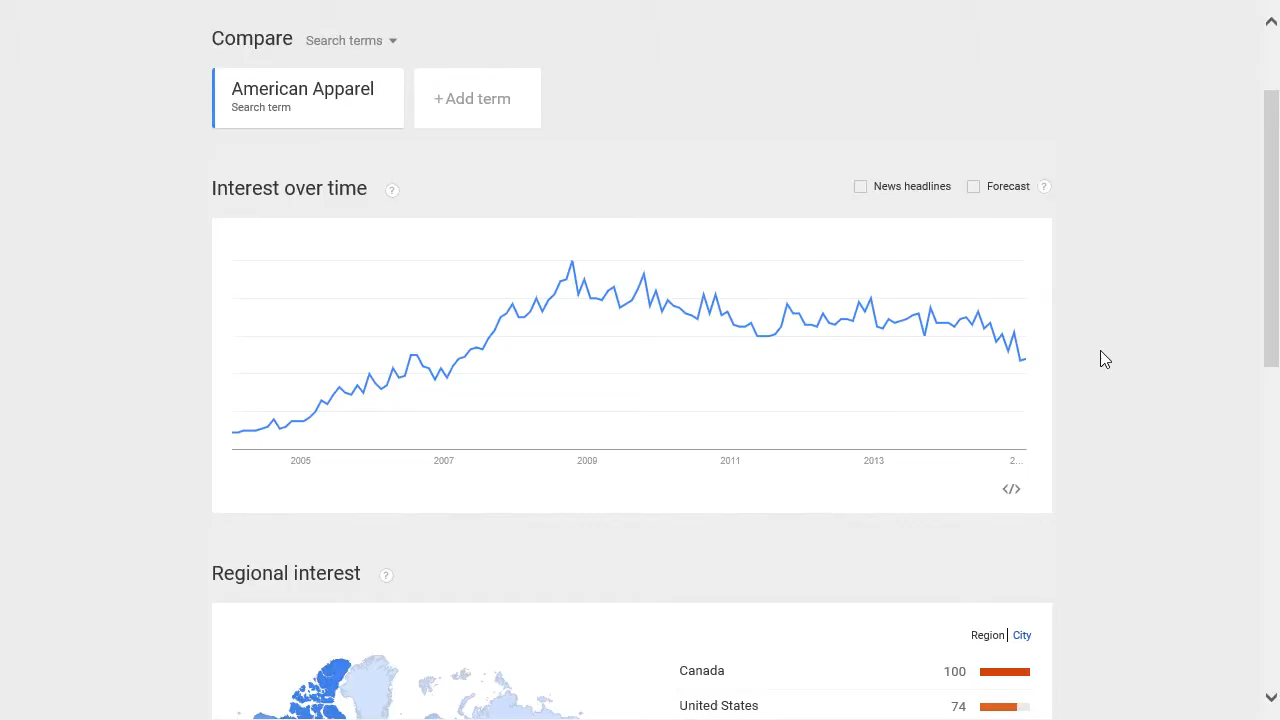 Compare Search terms
American Apparel
Search term
+ Add term
Interest over time ?
News headlines Forecast ?
2005 2007 2009 2011 2013 2...
</>
Regional interest ?
Region City
Canada 100
United States 74